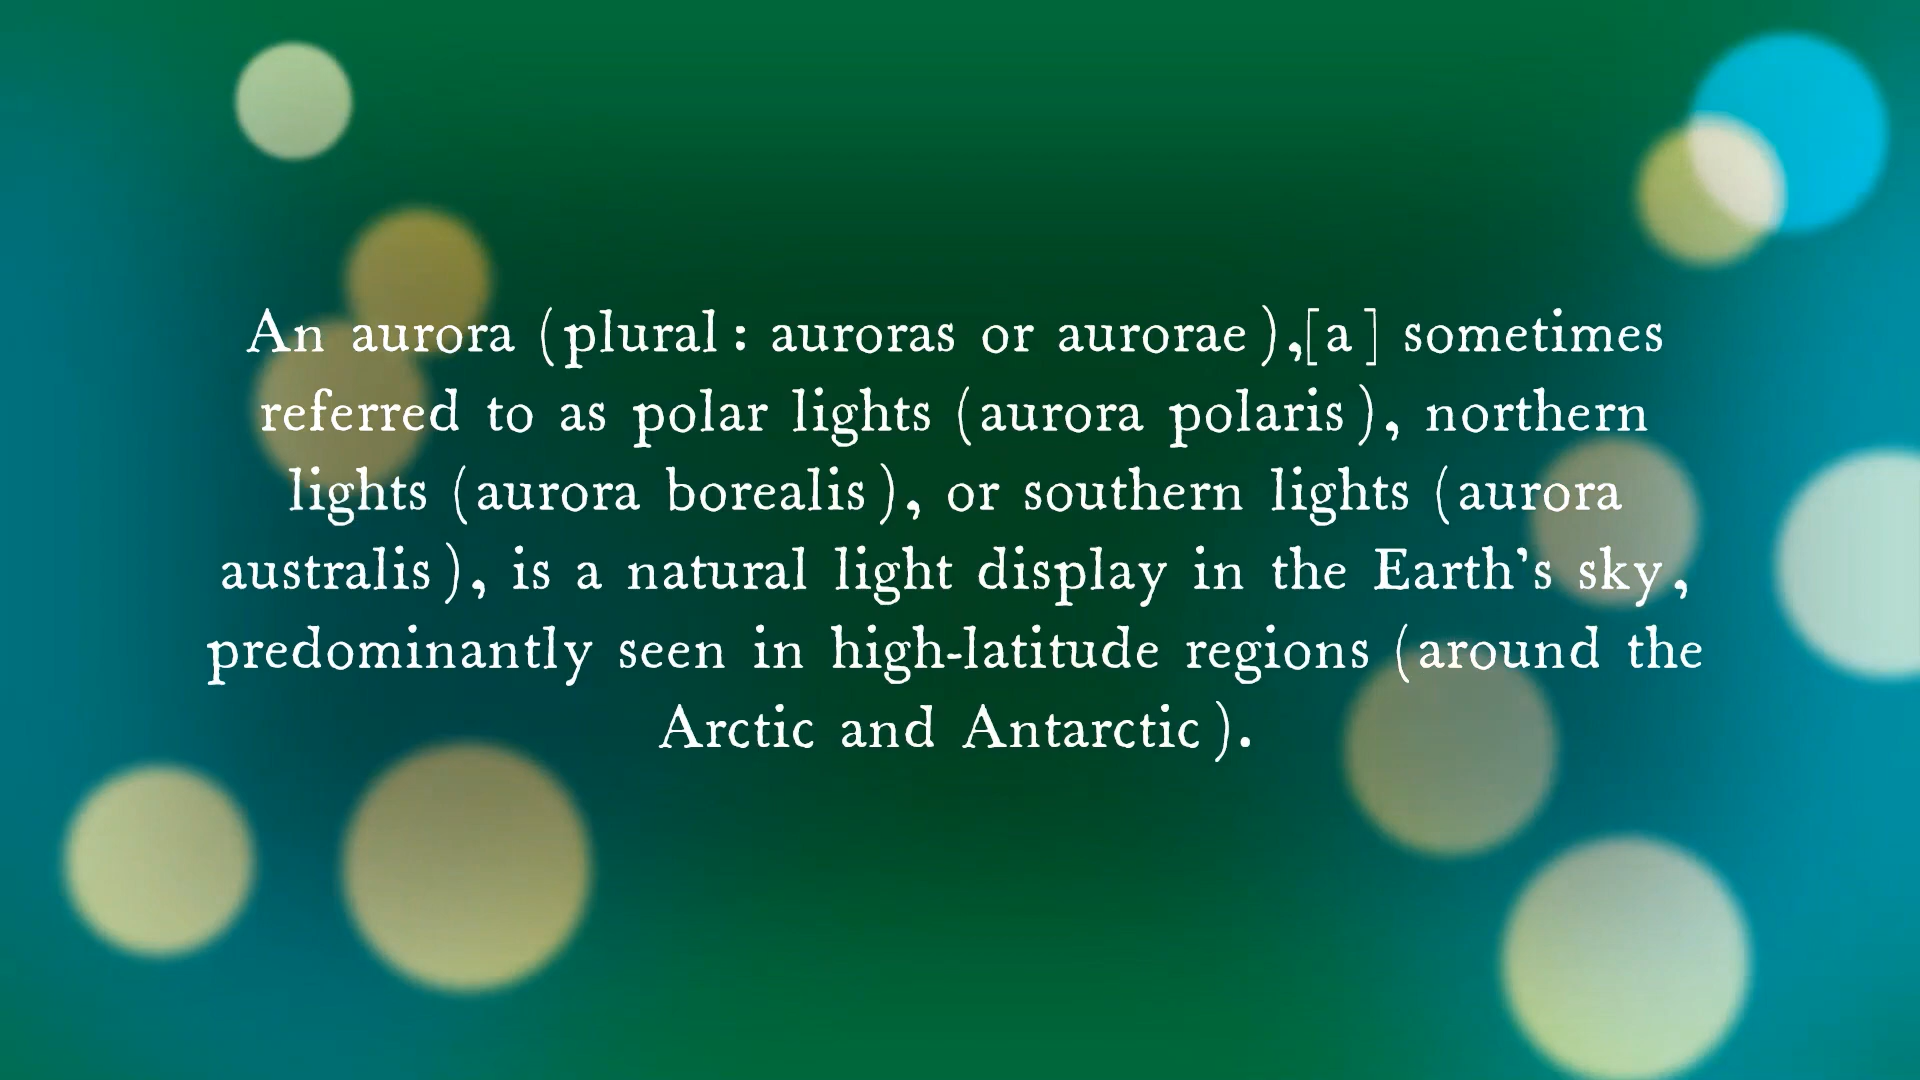 An aurora (plural: auroras or aurorae),[a] sometimes
referred to as polar lights (aurora polaris), northern
lights (aurora borealis), or southern lights (aurora
australis), is a natural light display in the Earth’s sky,
predominantly seen in high-latitude regions (around the
Arctic and Antarctic).